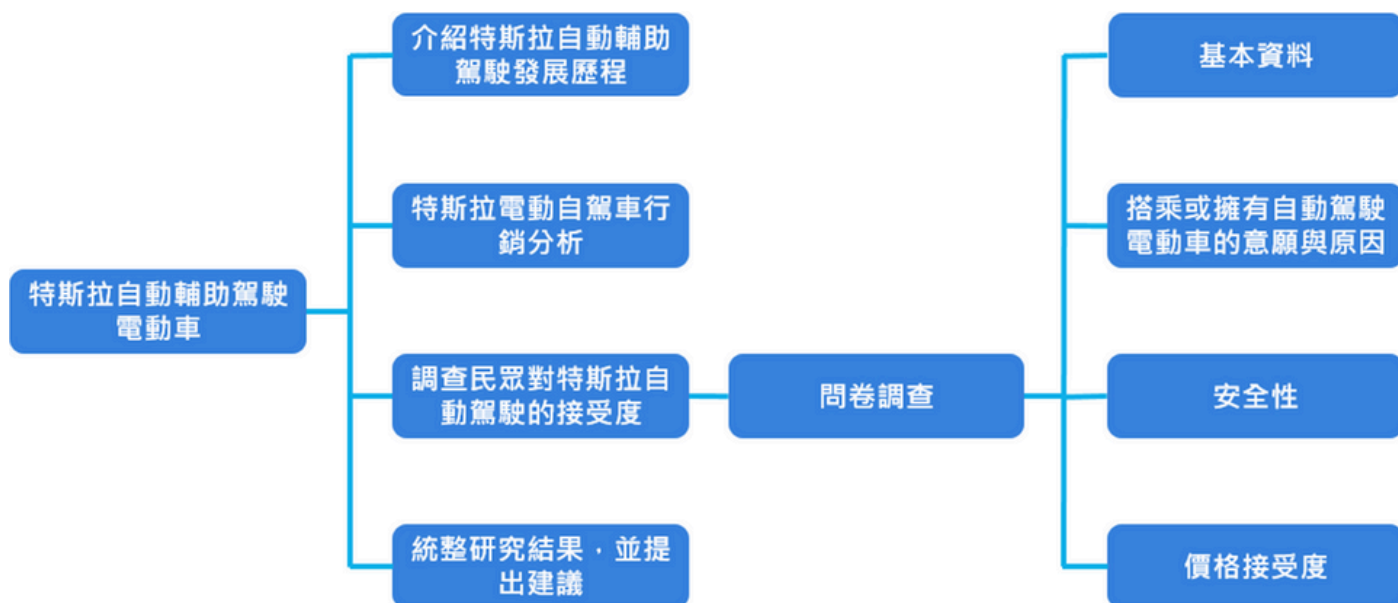 介紹特斯拉自動輔助
駕駛發展歷程
基本資料
特斯拉電動自駕車行
銷分析
搭乘或擁有自動駕駛
電動車的意願與原因
特斯拉自動輔助駕駛
電動車
調查民眾對特斯拉自
動駕駛的接受度
問卷調查
安全性
統整研究結果，並提
出建議
價格接受度